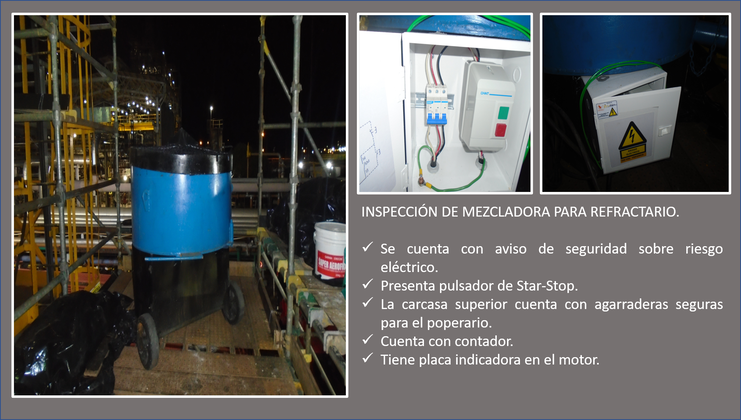 INSPECCIÓN DE MEZCLADORA PARA REFRACTARIO.
✓ Se cuenta con aviso de seguridad sobre riesgo
eléctrico.
✓ Presenta pulsador de Star-Stop.
✓ La carcasa superior cuenta con agarraderas seguras
para el poperario.
✓ Cuenta con contador.
✓ Tiene placa indicadora en el motor.